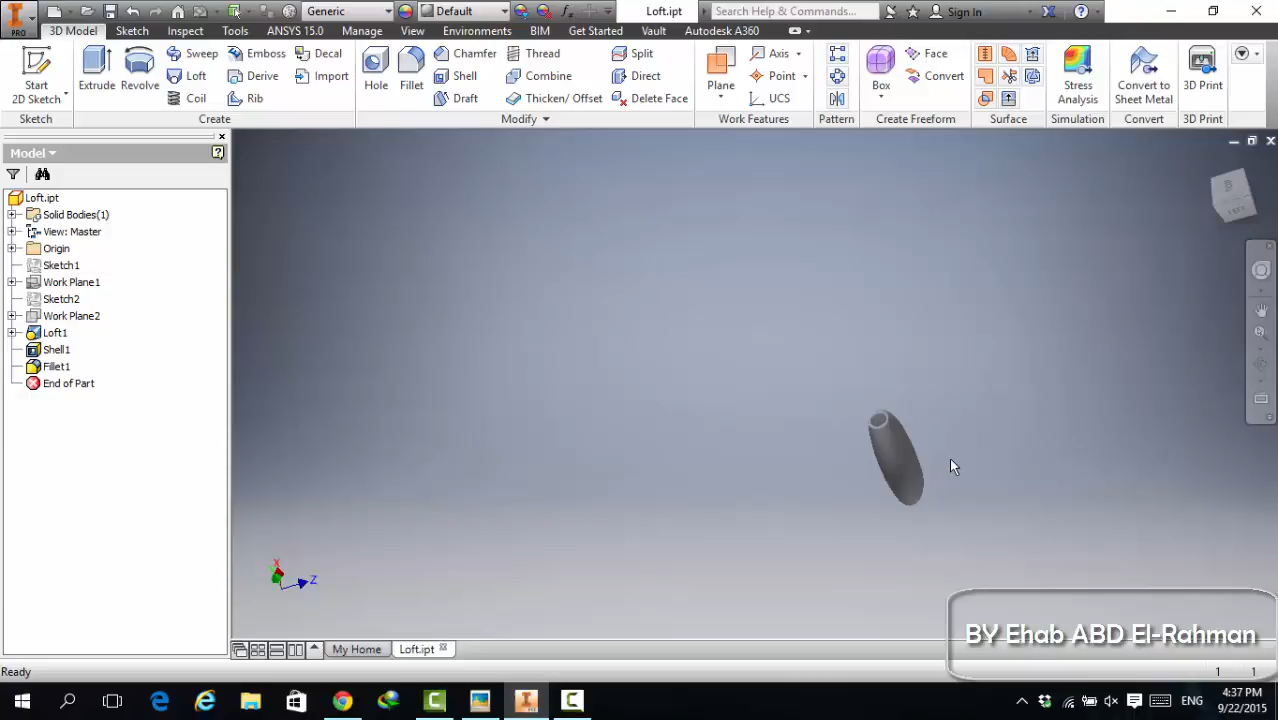 Generic
Default
Loft.ipt
Search Help & Commands...
Sign In
PRO
3D Model
Sketch
Inspect
Tools
ANSYS 15.0
Manage
View
Environments
BIM
Get Started
Vault
Autodesk A360
Start
2D Sketch
Sketch
Extrude
Revolve
Sweep
Loft
Coil
Emboss
Derive
Rib
Decal
Import
Create
Hole
Fillet
Chamfer
Shell
Draft
Thread
Combine
Thicken/ Offset
Split
Direct
Delete Face
Modify
Plane
Axis
Point
UCS
Work Features
Pattern
Box
Face
Convert
Create Freeform
Surface
Stress
Analysis
Simulation
Convert to
Sheet Metal
Convert
3D Print
3D Print
Model
Loft.ipt
Solid Bodies(1)
View: Master
Origin
Sketch1
Work Plane1
Sketch2
Work Plane2
Loft1
Shell1
Fillet1
End of Part
X
Z
BY Ehab ABD El-Rahman
My Home
Loft.ipt
Ready
1 1
ENG
4:37 PM
9/22/2015